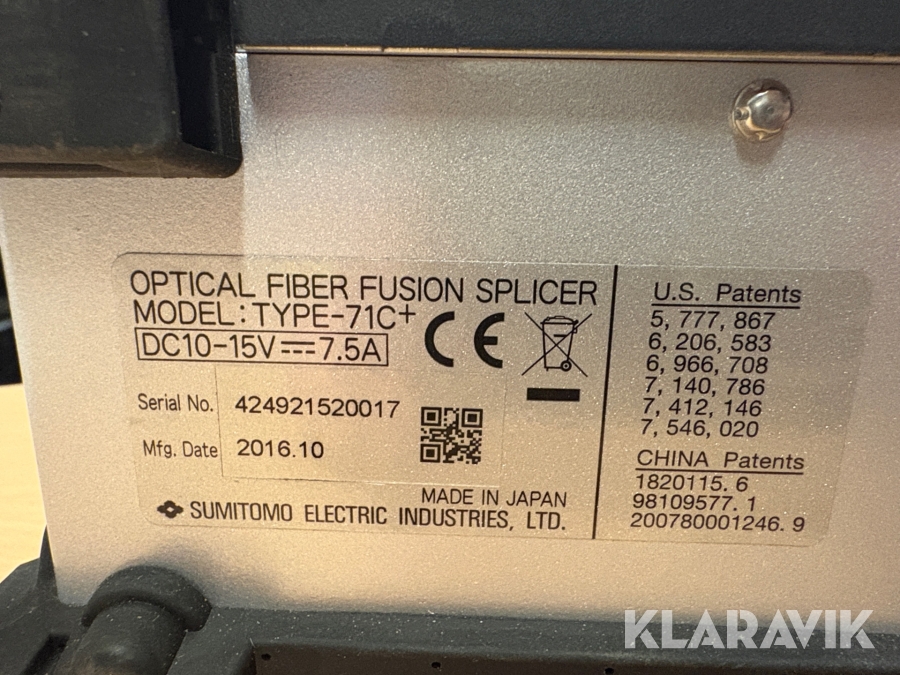 OPTICAL FIBER FUSION SPLICER
MODEL: TYPE-71C+
DC10-15V⎓7.5A
CE
Serial No. 424921520017
Mfg. Date 2016.10
MADE IN JAPAN
SUMITOMO ELECTRIC INDUSTRIES, LTD.
U.S. Patents
5, 777, 867
6, 206, 583
6, 966, 708
7, 140, 786
7, 412, 146
7, 546, 020
CHINA Patents
1820115. 6
98109577. 1
200780001246. 9
KLARAVIK